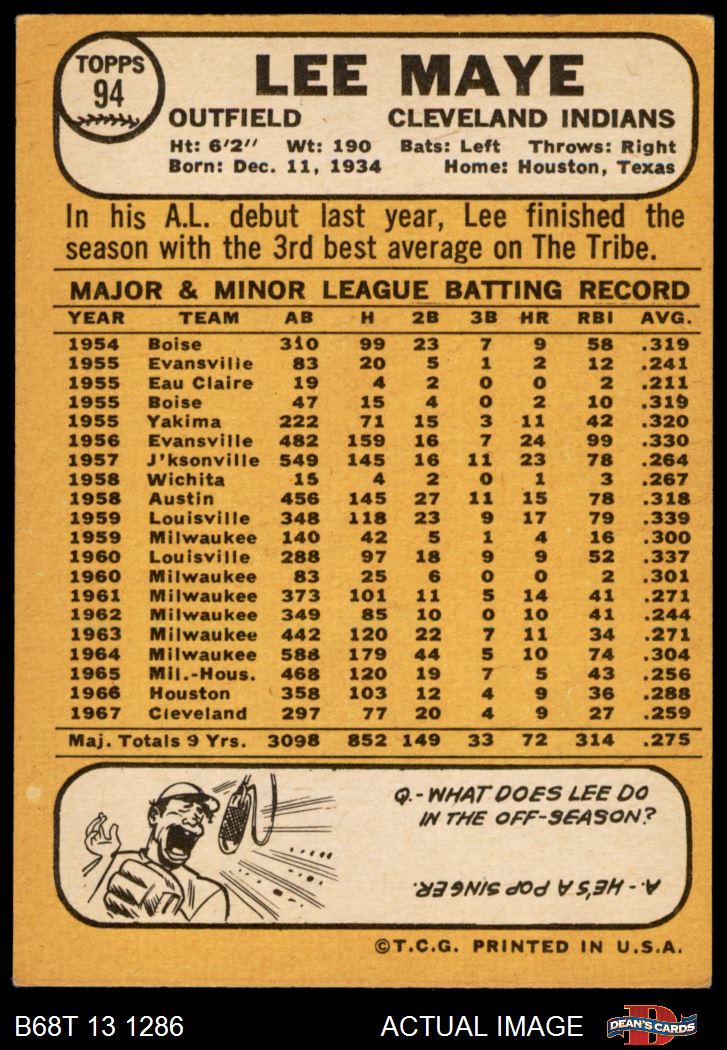 TOPPS
94
LEE MAYE
OUTFIELD CLEVELAND INDIANS
Ht: 6'2" Wt: 190 Bats: Left Throws: Right
Born: Dec. 11, 1934 Home: Houston, Texas
In his A.L. debut last year, Lee finished the
season with the 3rd best average on The Tribe.
MAJOR & MINOR LEAGUE BATTING RECORD
YEAR TEAM AB H 2B 3B HR RBI AVG.
1954 Boise 310 99 23 7 9 58 .319
1955 Evansville 83 20 5 1 2 12 .241
1955 Eau Claire 19 4 2 0 0 2 .211
1955 Boise 47 15 4 0 2 10 .319
1955 Yakima 222 71 15 3 11 42 .320
1956 Evansville 482 159 16 7 24 99 .330
1957 J'ksonville 549 145 16 11 23 78 .264
1958 Wichita 15 4 2 0 1 3 .267
1958 Austin 456 145 27 11 15 78 .318
1959 Louisville 348 118 23 9 17 79 .339
1959 Milwaukee 140 42 5 1 4 16 .300
1960 Louisville 288 97 18 9 9 52 .337
1960 Milwaukee 83 25 6 0 0 2 .301
1961 Milwaukee 373 101 11 5 14 41 .271
1962 Milwaukee 349 85 10 0 10 41 .244
1963 Milwaukee 442 120 22 7 11 34 .271
1964 Milwaukee 588 179 44 5 10 74 .304
1965 Mil.-Hous. 468 120 19 7 5 43 .256
1966 Houston 358 103 12 4 9 36 .288
1967 Cleveland 297 77 20 4 9 27 .259
Maj. Totals 9 Yrs. 3098 852 149 33 72 314 .275
Q.- WHAT DOES LEE DO
IN THE OFF-SEASON?
A.- HE'S A POP SINGER.
©T.C.G. PRINTED IN U.S.A.
B68T 13 1286 ACTUAL IMAGE DEAN'S CARDS